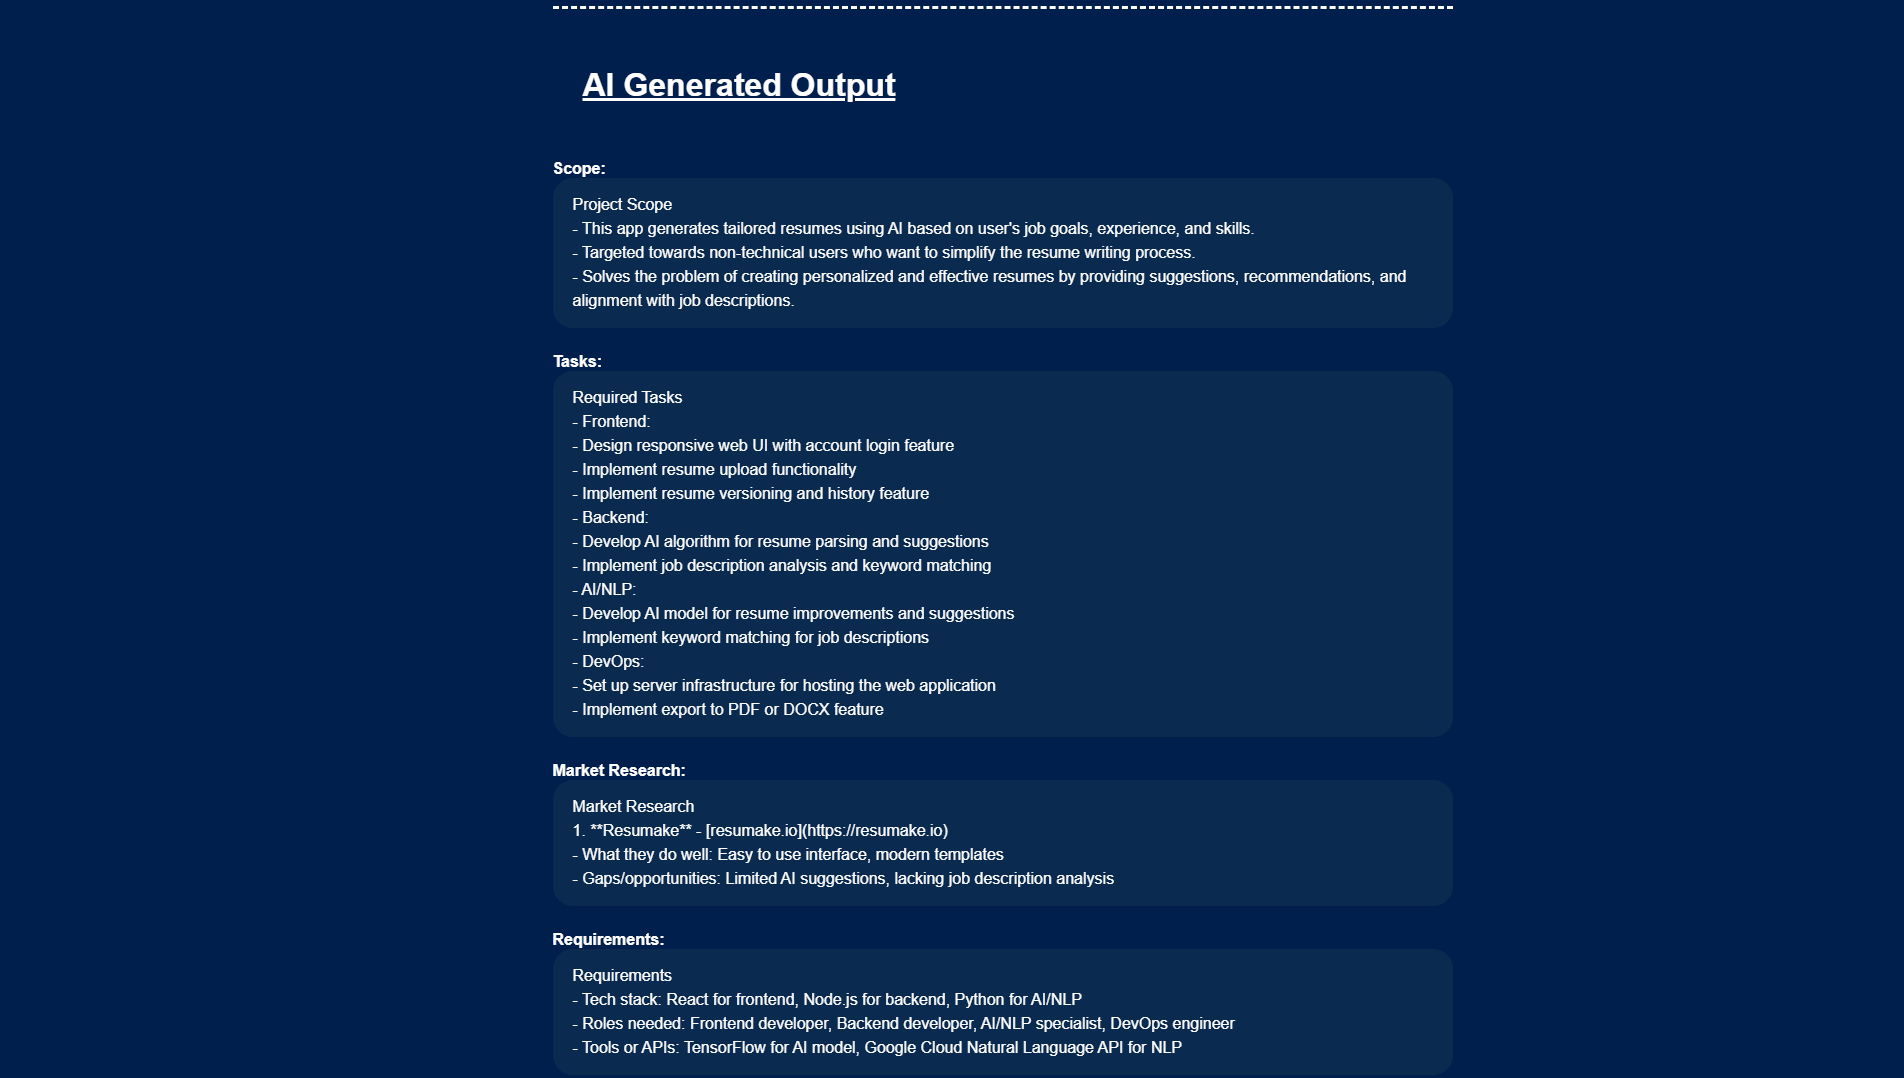 AI Generated Output
Scope:
Project Scope
- This app generates tailored resumes using AI based on user's job goals, experience, and skills.
- Targeted towards non-technical users who want to simplify the resume writing process.
- Solves the problem of creating personalized and effective resumes by providing suggestions, recommendations, and
alignment with job descriptions.
Tasks:
Required Tasks
- Frontend:
- Design responsive web UI with account login feature
- Implement resume upload functionality
- Implement resume versioning and history feature
- Backend:
- Develop AI algorithm for resume parsing and suggestions
- Implement job description analysis and keyword matching
- AI/NLP:
- Develop AI model for resume improvements and suggestions
- Implement keyword matching for job descriptions
- DevOps:
- Set up server infrastructure for hosting the web application
- Implement export to PDF or DOCX feature
Market Research:
Market Research
1. **Resumake** - [resumake.io](https://resumake.io)
- What they do well: Easy to use interface, modern templates
- Gaps/opportunities: Limited AI suggestions, lacking job description analysis
Requirements:
Requirements
- Tech stack: React for frontend, Node.js for backend, Python for AI/NLP
- Roles needed: Frontend developer, Backend developer, AI/NLP specialist, DevOps engineer
- Tools or APIs: TensorFlow for AI model, Google Cloud Natural Language API for NLP